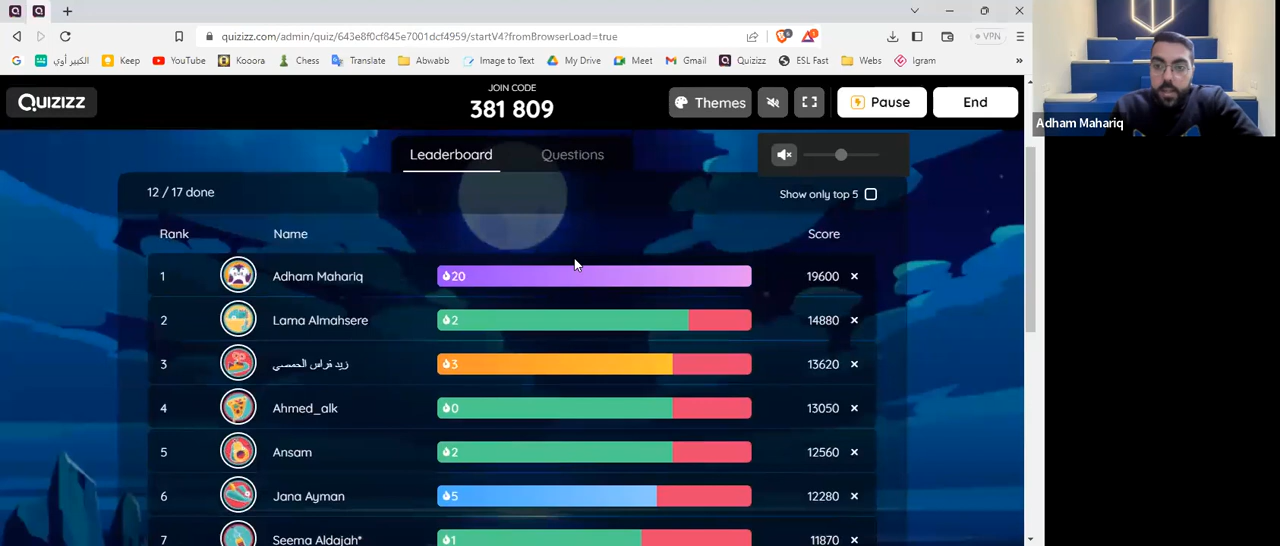 quizizz.com/admin/quiz/643e8f0cf845e7001dcf4959/startV4?fromBrowserLoad=true
6
1
VPN
الكبير أوي
Keep
YouTube
Kooora
Chess
Translate
Abwabb
Image to Text
My Drive
Meet
Gmail
Quizizz
ESL Fast
Webs
Igram
»
QUIZIZZ
JOIN CODE
381 809
Themes
Pause
End
Adham Mahariq
Leaderboard Questions
12 / 17 done
Show only top 5
Rank Name Score
1 Adham Mahariq 20 19600 ×
2 Lama Almahsere 2 14880 ×
3 زيد فراس الحمصي 3 13620 ×
4 Ahmed_alk 0 13050 ×
5 Ansam 2 12560 ×
6 Jana Ayman 5 12280 ×
7 Seema Aldajah* 1 11870 ×